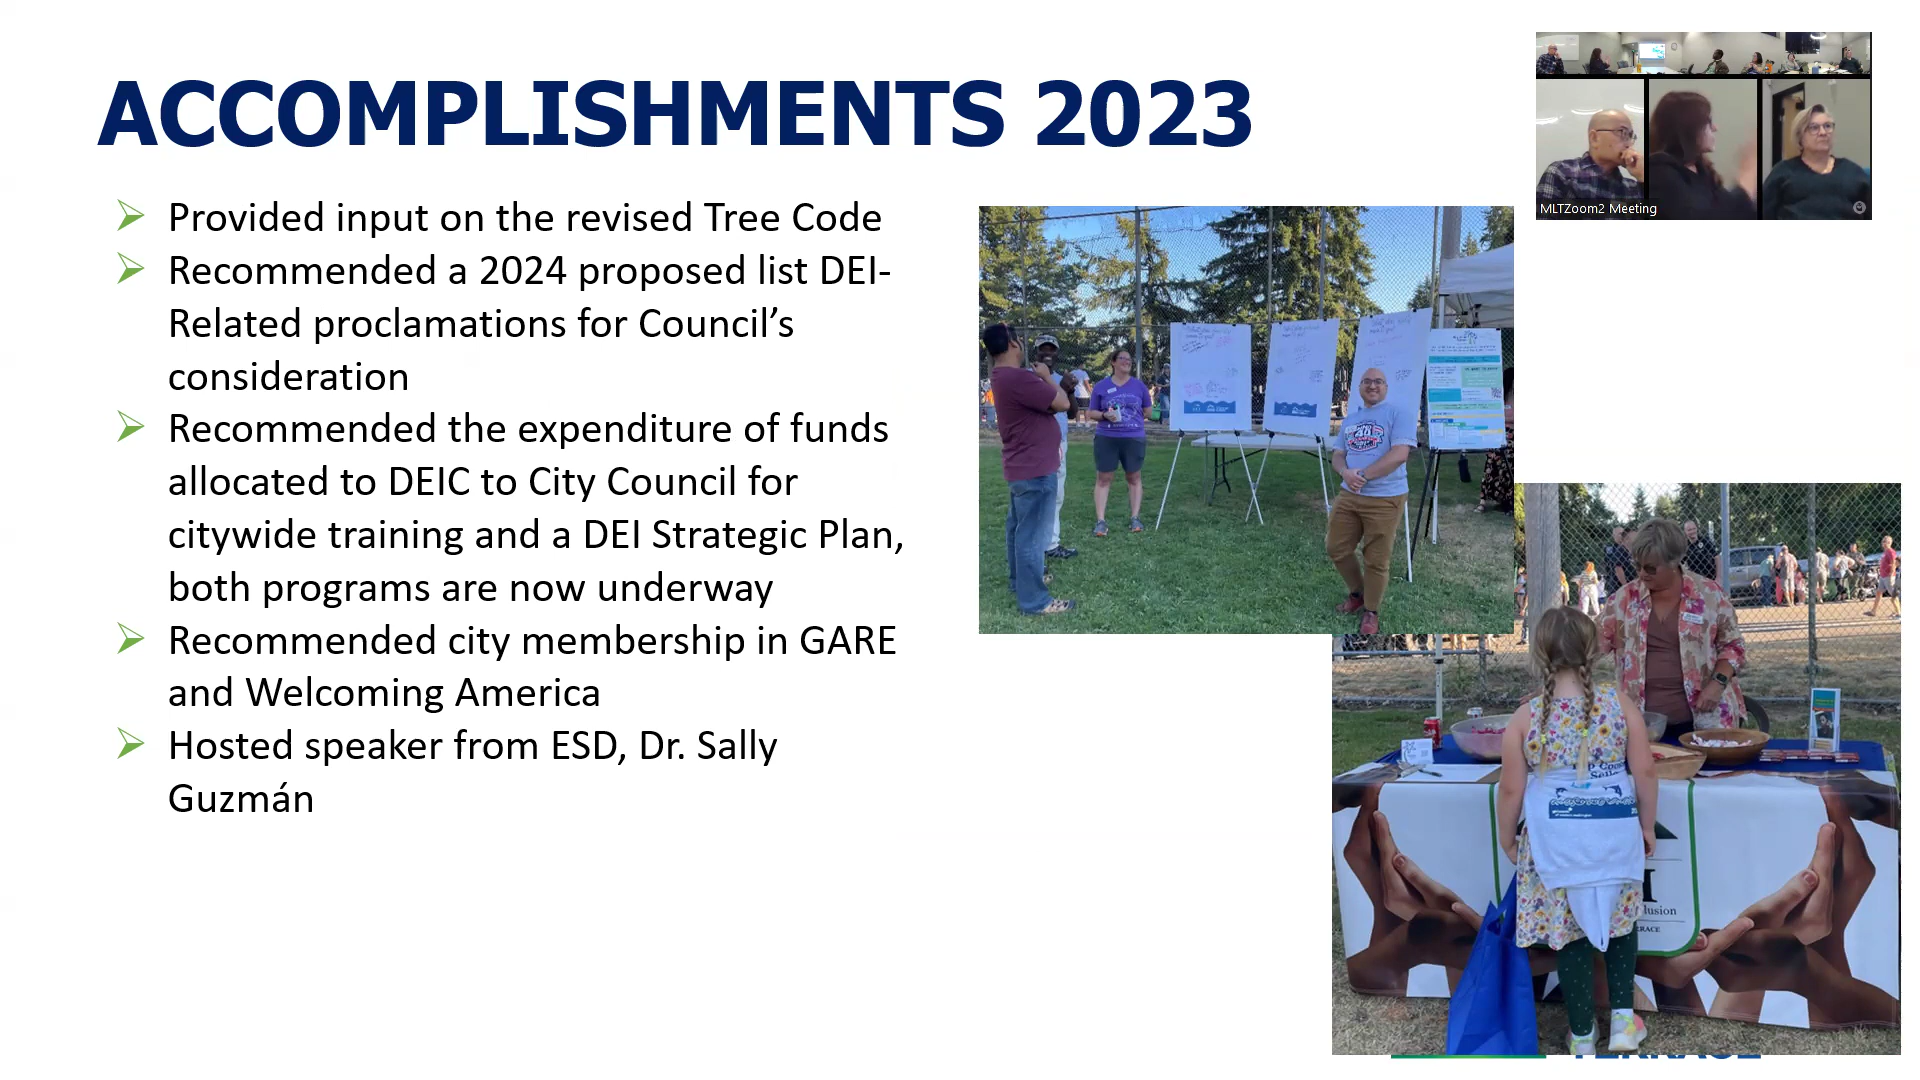 ACCOMPLISHMENTS 2023
Provided input on the revised Tree Code
Recommended a 2024 proposed list DEI-
Related proclamations for Council’s
consideration
Recommended the expenditure of funds
allocated to DEIC to City Council for
citywide training and a DEI Strategic Plan,
both programs are now underway
Recommended city membership in GARE
and Welcoming America
Hosted speaker from ESD, Dr. Sally
Guzmán
MLTZoom2 Meeting
lusion
RRACE
TERRACE